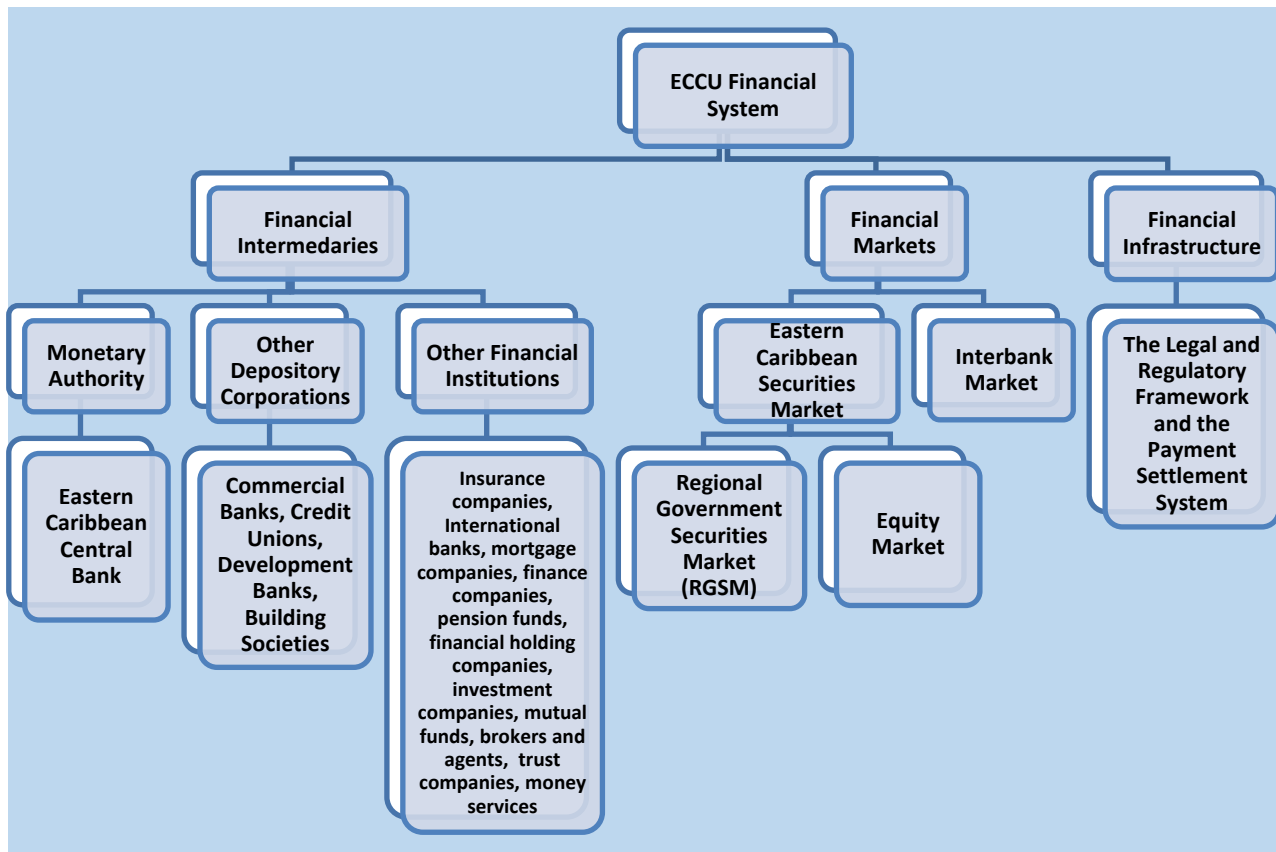 ECCU Financial
System
Financial
Intermedaries
Financial
Markets
Financial
Infrastructure
Monetary
Authority
Other
Depository
Corporations
Other Financial
Institutions
Eastern
Caribbean
Securities
Market
Interbank
Market
The Legal and
Regulatory
Framework
and the
Payment
Settlement
System
Eastern
Caribbean
Central
Bank
Commercial
Banks, Credit
Unions,
Development
Banks,
Building
Societies
Insurance
companies,
International
banks, mortgage
companies, finance
companies,
pension funds,
financial holding
companies,
investment
companies, mutual
funds, brokers and
agents,  trust
companies, money
services
Regional
Government
Securities
Market
(RGSM)
Equity
Market